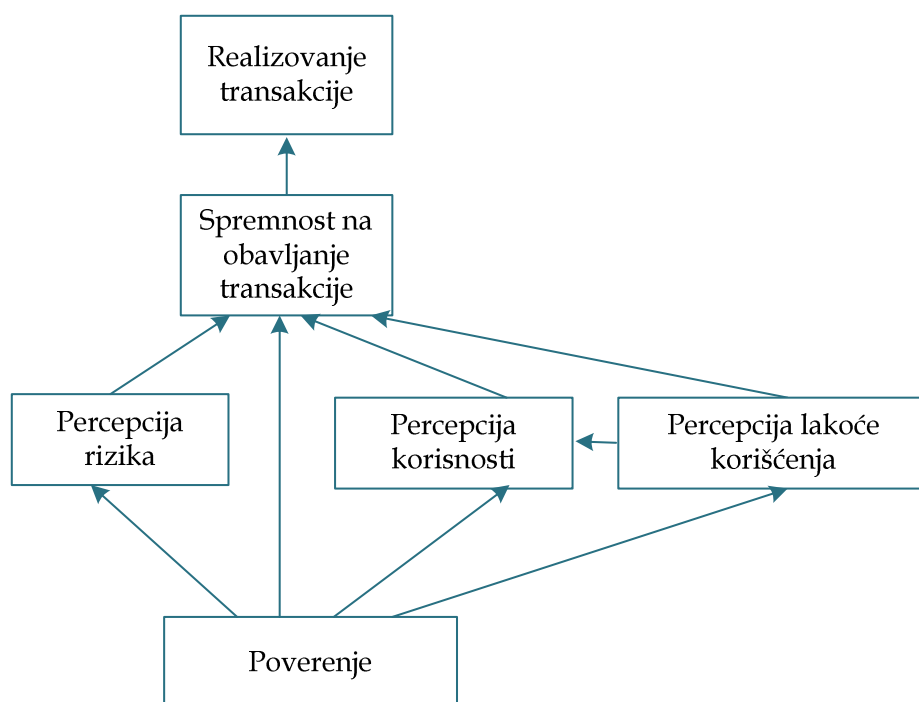 Realizovanje
transakcije
Spremnost na
obavljanje
transakcije
Percepcija
rizika
Percepcija
korisnosti
Percepcija lakoće
korišćenja
Poverenje